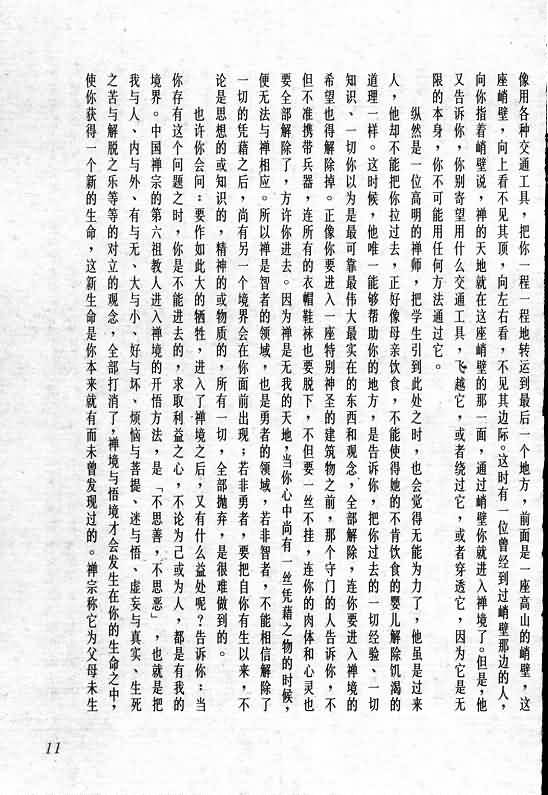 像用各种交通工具，把你一程一程地转运到最后一个地方，前面是一座高山的峭壁，这
座峭壁，向上看不见其顶，向左右看，不见其边际。这时有一位曾经到过峭壁那边的人，
向你指着峭壁说，禅的天地就在这座峭壁的那一面，通过峭壁你就进入禅境了。但是，他
又告诉你，你别寄望用什么交通工具，飞越它，或者绕过它，或者穿透它，因为它是无
限的本身，你不可能用任何方法通过它。
纵然是一位高明的禅师，把学生引到此处之时，也会觉得无能为力了，他虽是过来
人，他却不能把你拉过去，正好像母亲饮食，不能使得她的不肯饮食的婴儿解除饥渴的
道理一样。这时候，他唯一能够帮助你的地方，是告诉你，把你过去的一切经验、一切
知识、一切你以为是最可靠最伟大最实在的东西和观念，全部解除，连你要进入禅境的
希望也得解除掉。正像你要进入一座特别神圣的建筑物之前，那个守门的人告诉你，不
但不准携带兵器，连所有的衣帽鞋袜也要脱下，不但要一丝不挂，连你的肉体和心灵也
要全部解除了，方许你进去。因为禅是无我的天地，当你心中尚有一丝凭藉之物的时候，
便无法与禅相应。所以禅是智者的领域，也是勇者的领域，若非智者，不能相信解除了
一切的凭藉之后，尚有另一个境界会在你面前出现；若非勇者，要把自你有生以来，不
论是思想的或知识的，精神的或物质的，所有一切，全部抛弃，是很难做到的。
也许你会问：要作如此大的牺牲，进入了禅境之后，又有什么益处呢？告诉你：当
你存有这个问题之时，你是不能进去的，求取利益之心，不论为己或为人，都是有我的
境界。中国禅宗的第六祖教人进入禅境的开悟方法，是「不思善，不思恶」，也就是把
我与人、内与外、有与无、大与小、好与坏、烦恼与菩提、迷与悟、虚妄与真实、生死
之苦与解脱之乐等等的对立的观念，全部打消了，禅境与悟境才会发生在你的生命之中，
使你获得一个新的生命，这新生命是你本来就有而未曾发现过的。禅宗称它为父母未生
11